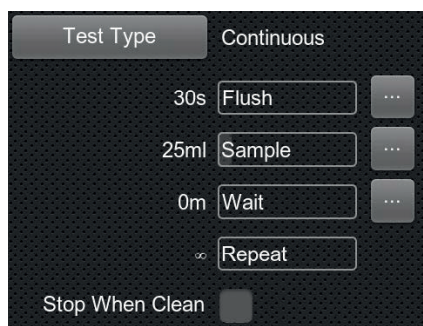 Test Type Continuous
30s Flush ...
25ml Sample ...
0m Wait ...
∞ Repeat
Stop When Clean